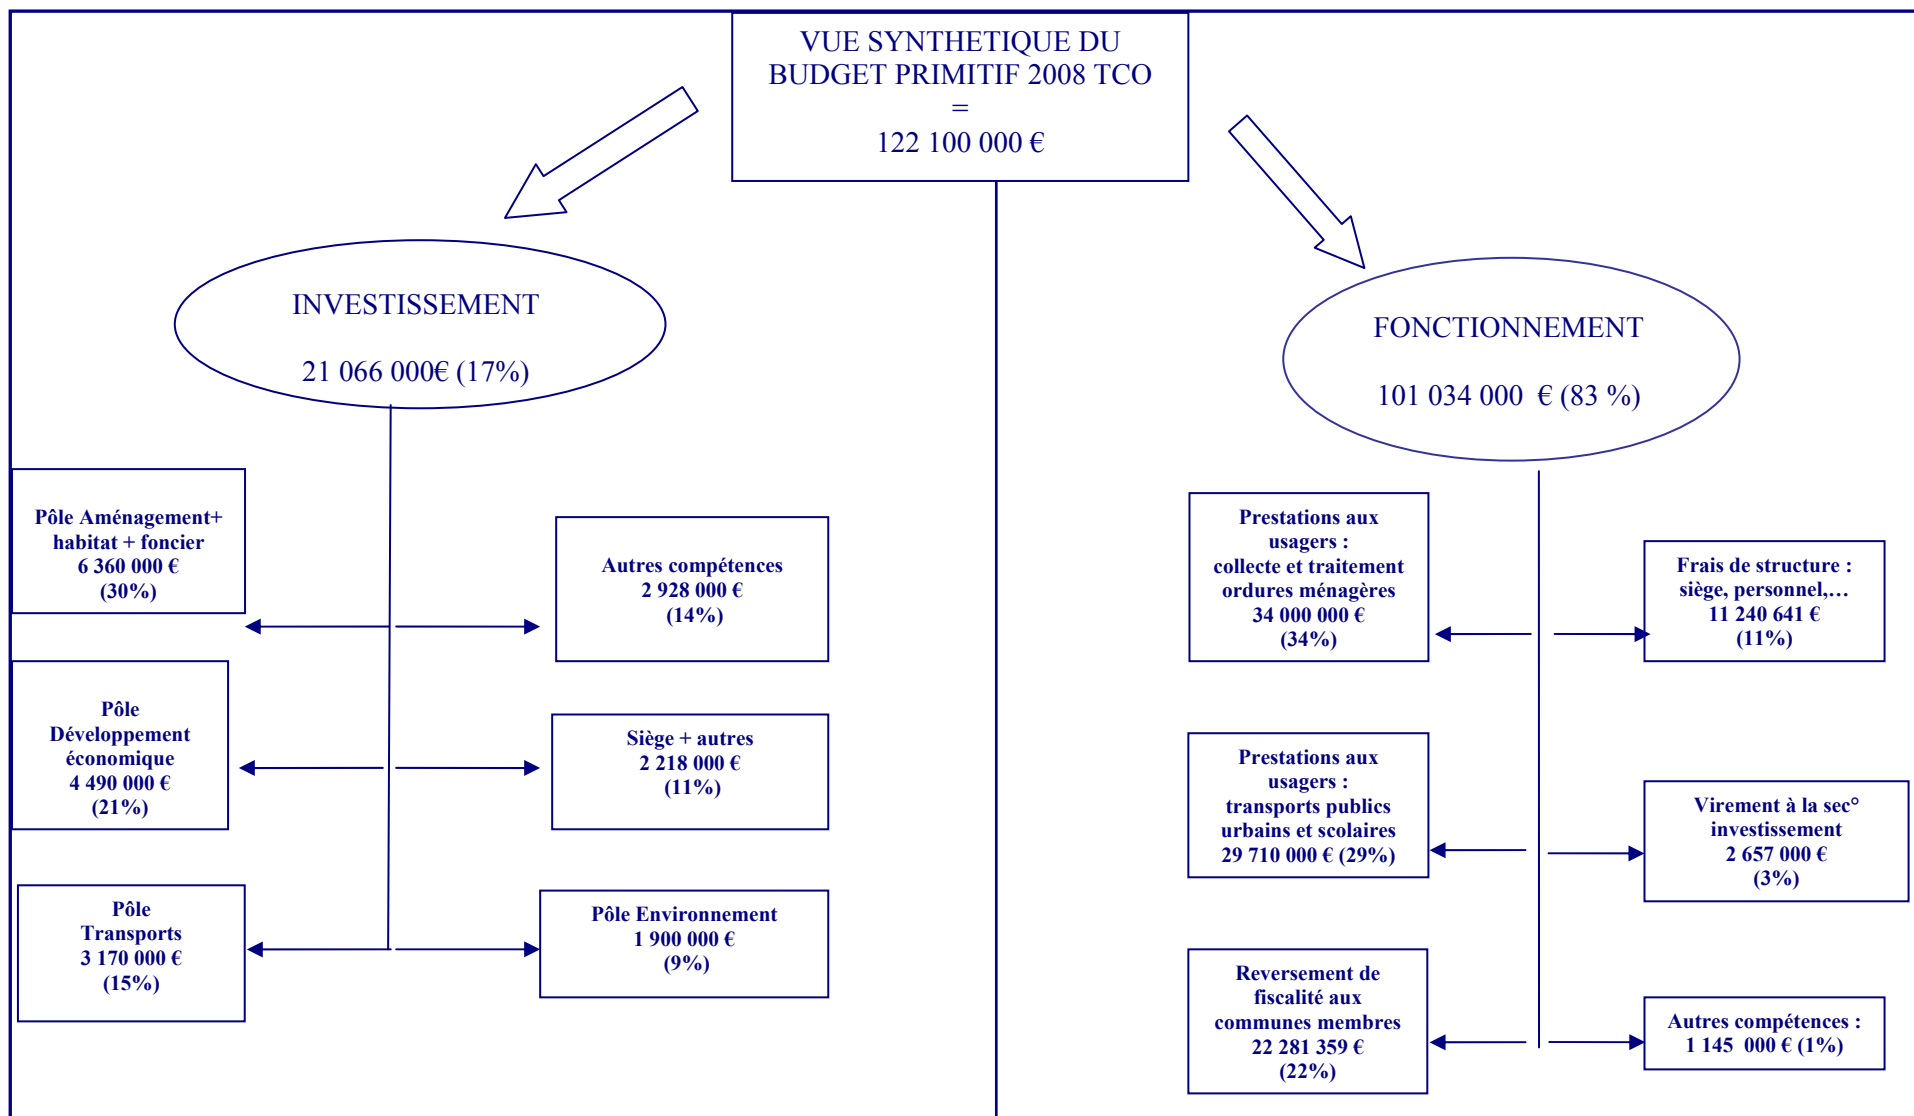 VUE SYNTHETIQUE DU
BUDGET PRIMITIF 2008 TCO
=
122 100 000 €
INVESTISSEMENT
21 066 000€ (17%)
FONCTIONNEMENT
101 034 000 € (83 %)
Pôle Aménagement+
habitat + foncier
6 360 000 €
(30%)
Autres compétences
2 928 000 €
(14%)
Pôle
Développement
économique
4 490 000 €
(21%)
Siège + autres
2 218 000 €
(11%)
Pôle
Transports
3 170 000 €
(15%)
Pôle Environnement
1 900 000 €
(9%)
Prestations aux
usagers :
collecte et traitement
ordures ménagères
34 000 000 €
(34%)
Frais de structure :
siège, personnel,…
11 240 641 €
(11%)
Prestations aux
usagers :
transports publics
urbains et scolaires
29 710 000 € (29%)
Virement à la sec°
investissement
2 657 000 €
(3%)
Reversement de
fiscalité aux
communes membres
22 281 359 €
(22%)
Autres compétences :
1 145 000 € (1%)